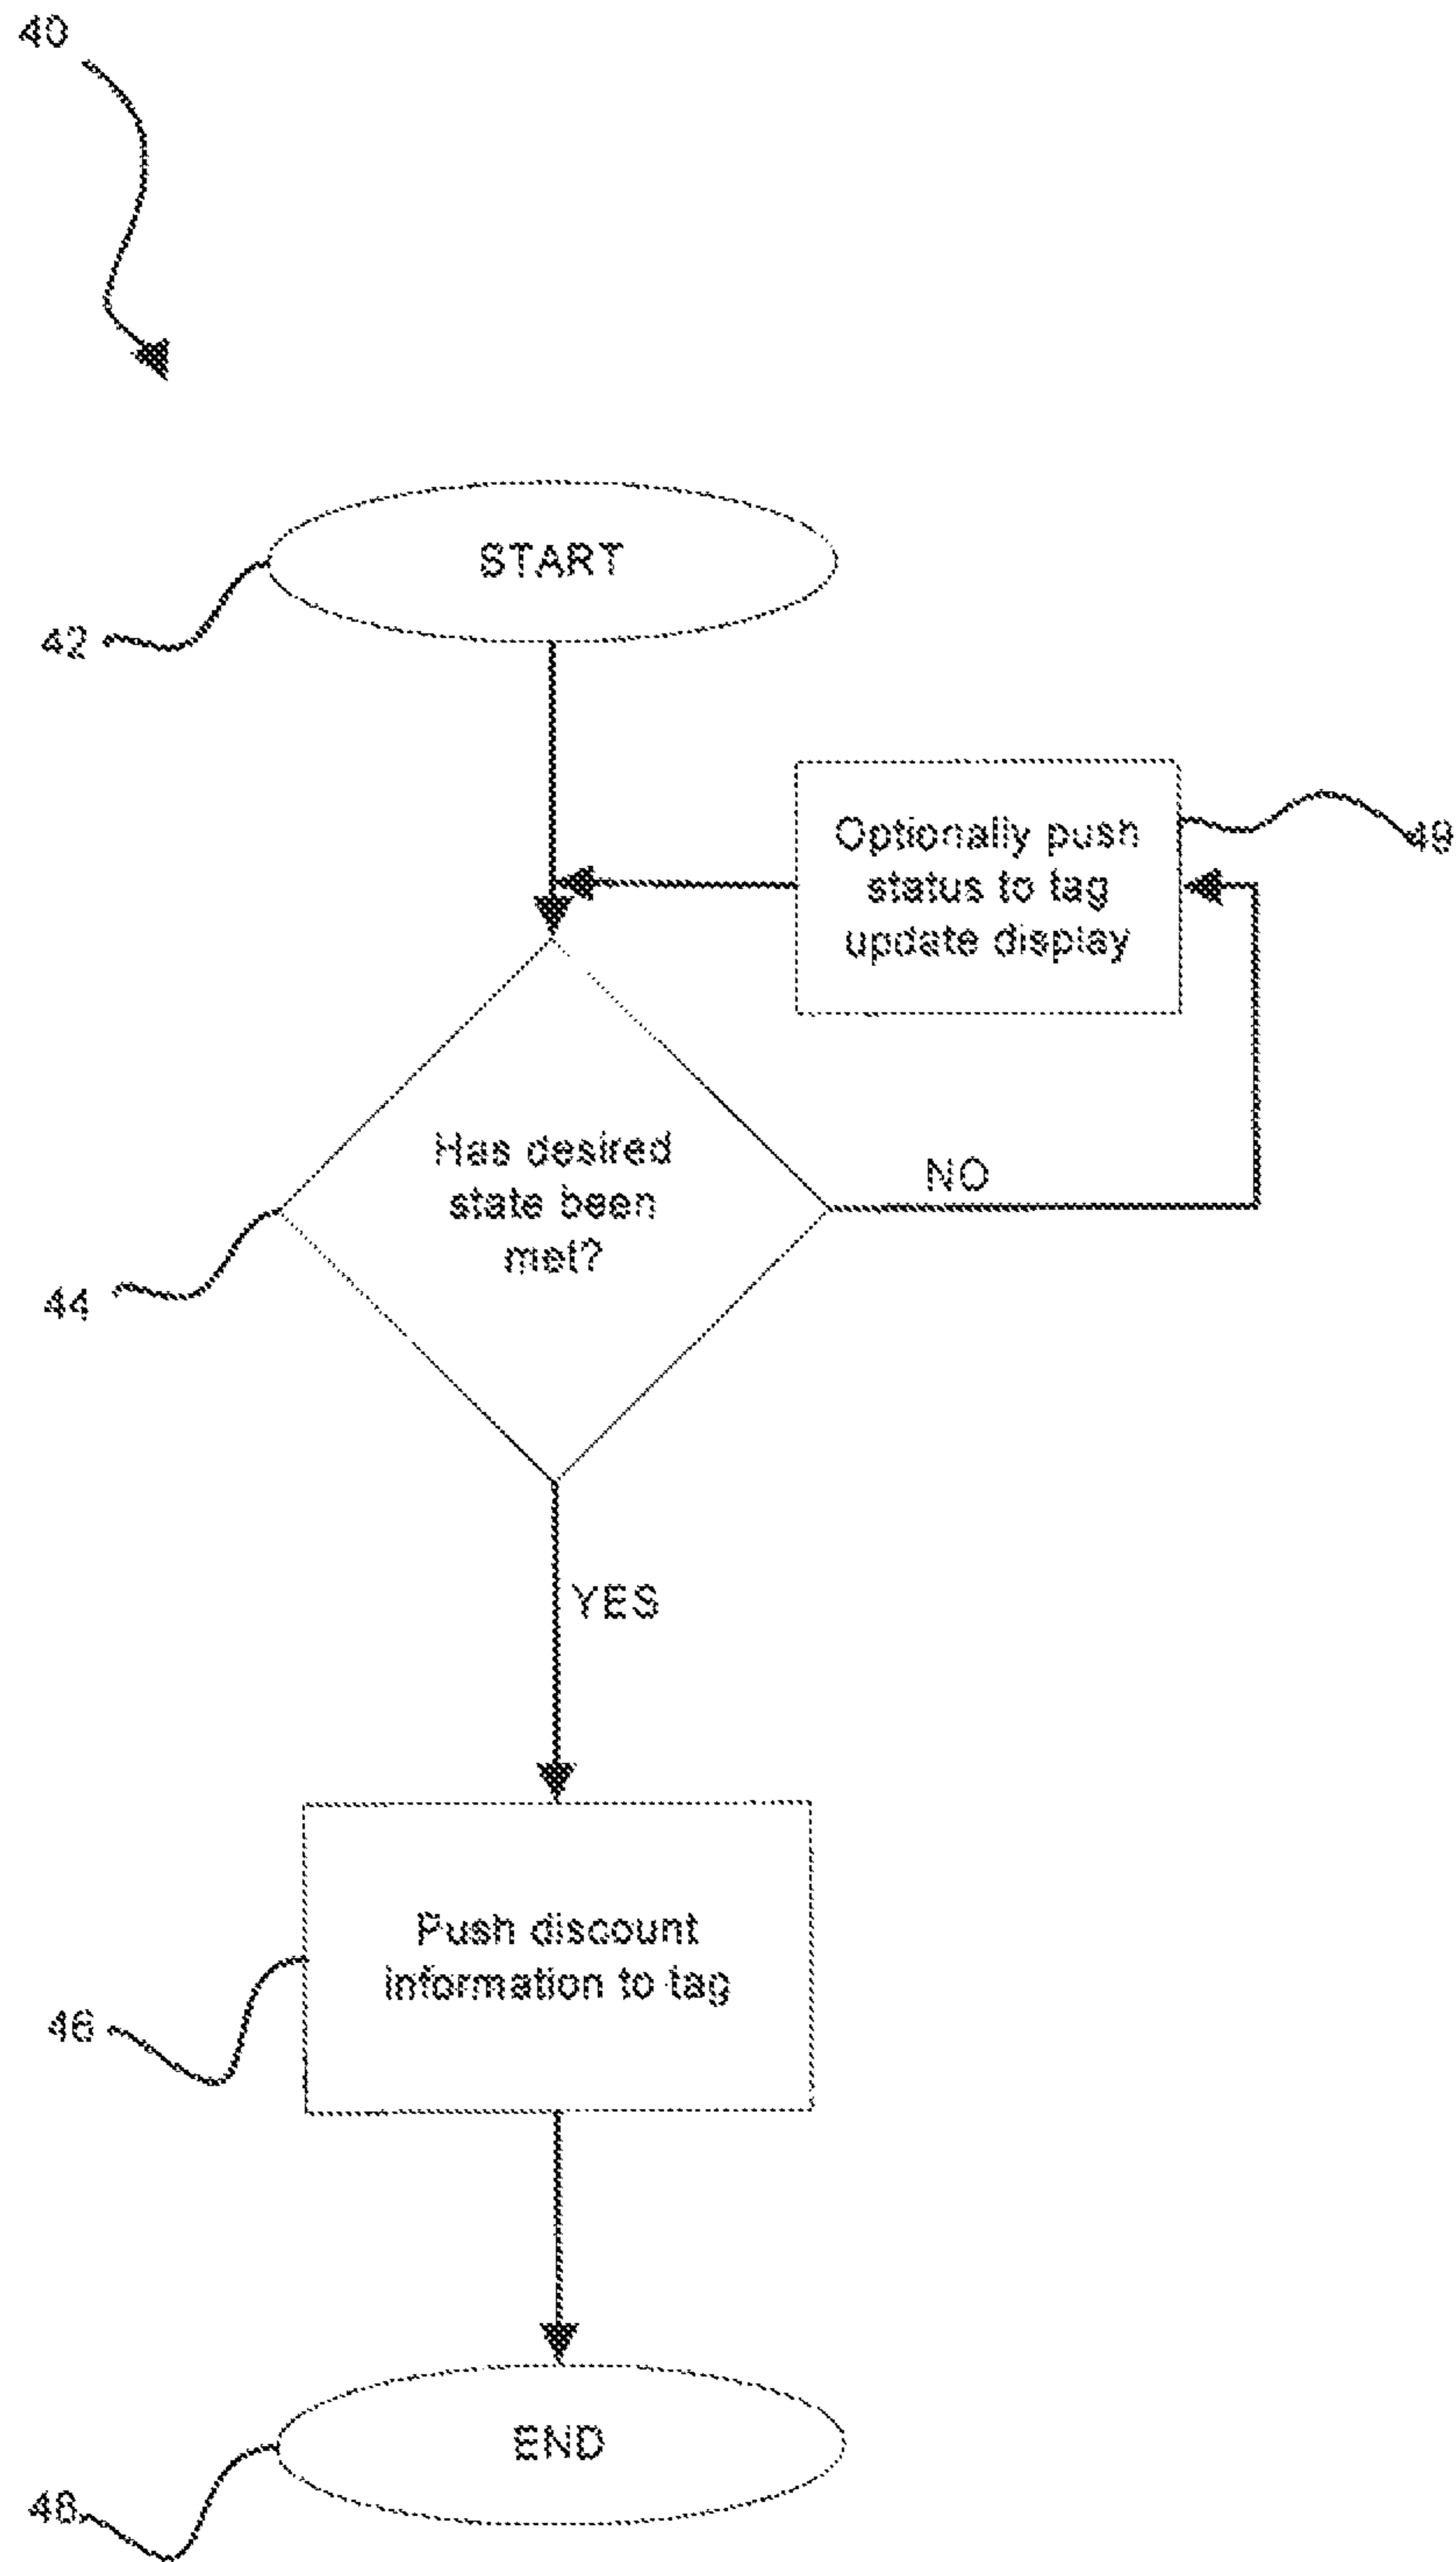 40
START
42
Optionally push
status to tag
update display
49
Has desired
state been
met?
NO
44
YES
Push discount
information to tag
46
END
48